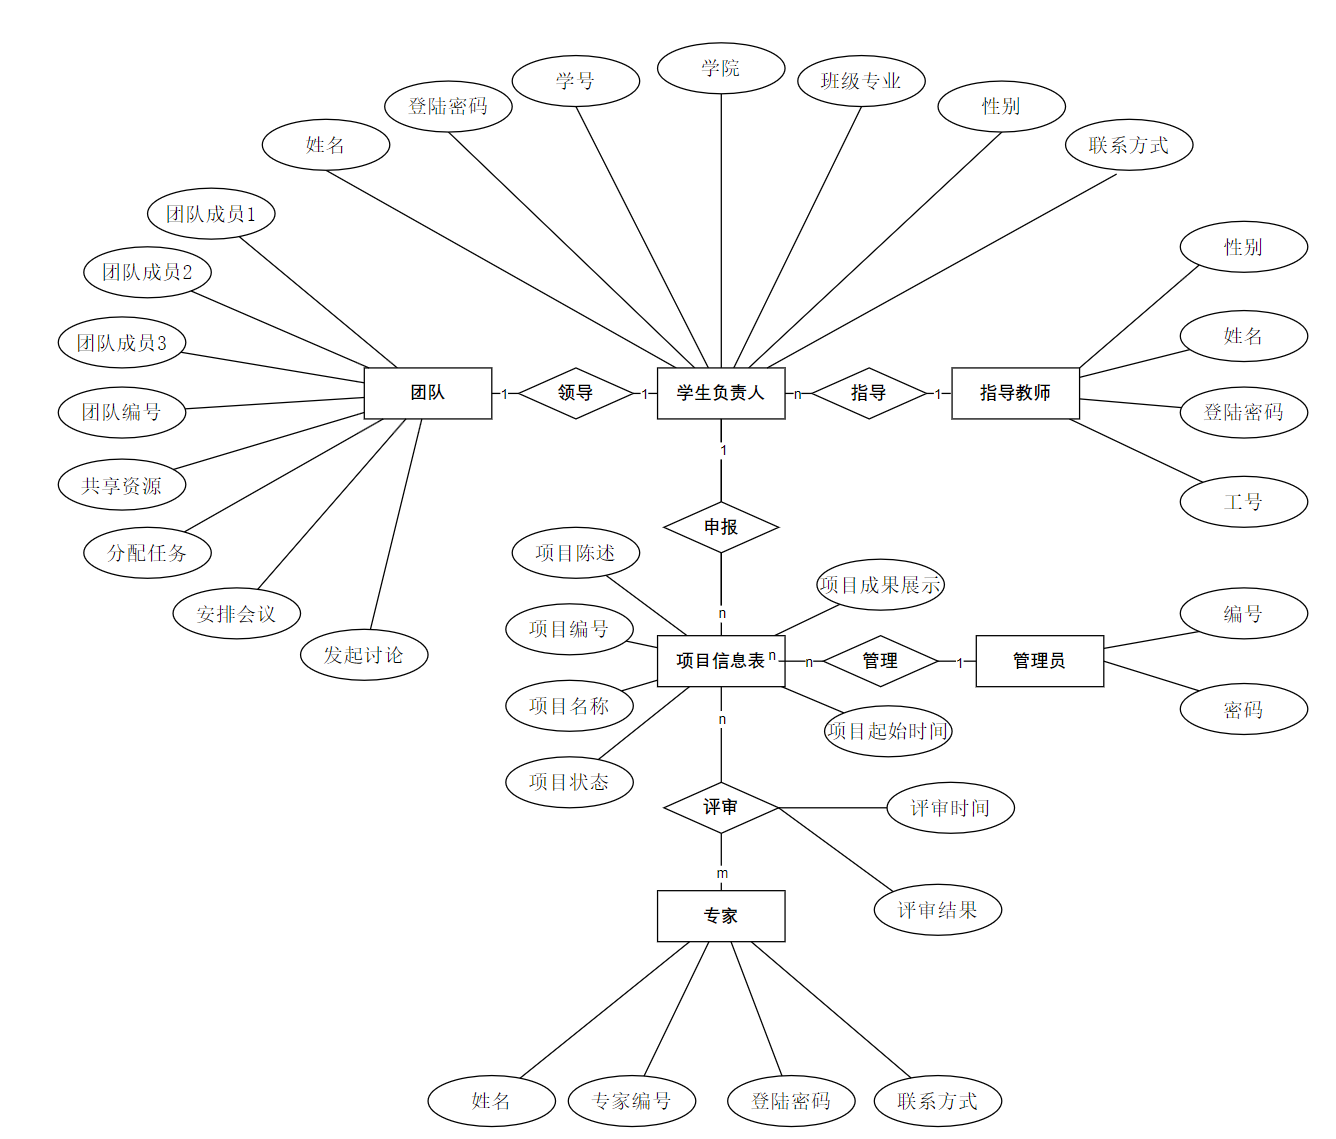 学院
学号
班级专业
登陆密码
性别
姓名
联系方式
团队成员1
性别
团队成员2
姓名
团队成员3
团队
1
领导
1
学生负责人
n
指导
1
指导教师
团队编号
登陆密码
1
共享资源
工号
申报
分配任务
项目陈述
项目成果展示
安排会议
n
编号
项目编号
发起讨论
项目信息表
n
n
管理
1
管理员
项目名称
密码
n
项目起始时间
项目状态
评审
评审时间
m
评审结果
专家
姓名
专家编号
登陆密码
联系方式